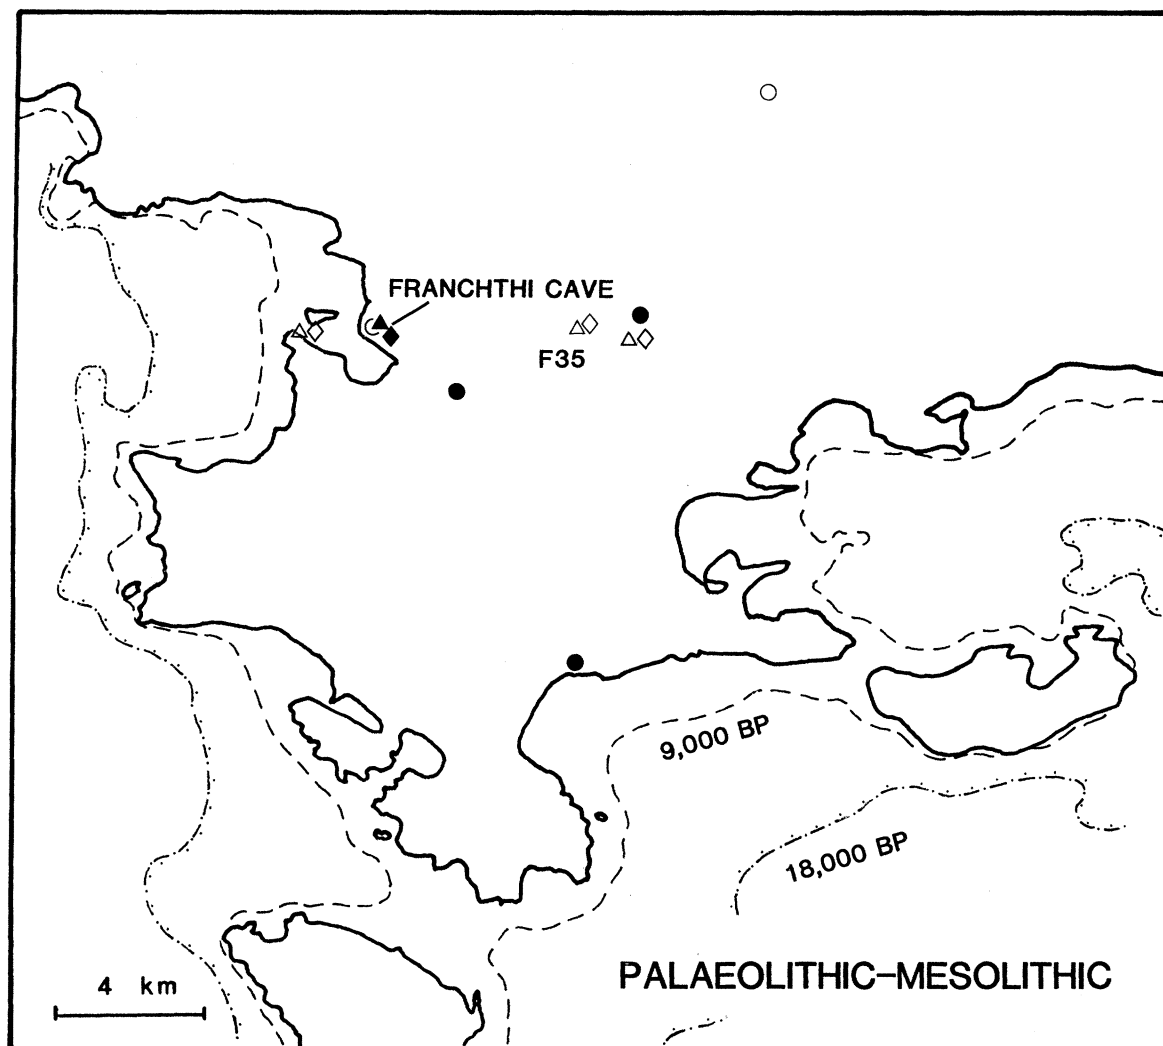 FRANCHTHI CAVE
F35
9,000 BP
18,000 BP
PALAEOLITHIC–MESOLITHIC
4 km